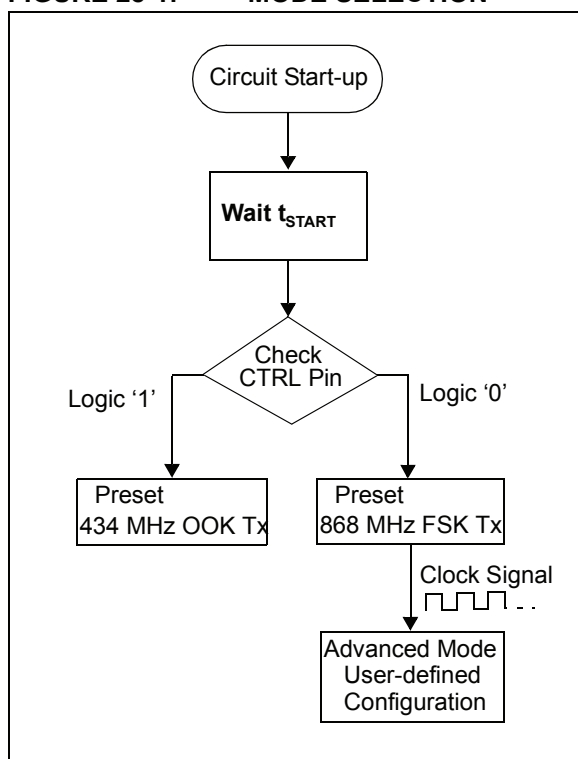 Circuit Start-up
Wait tSTART
Check
CTRL Pin
Logic ‘1’
Logic ‘0’
Preset
434 MHz OOK Tx
Preset
868 MHz FSK Tx
Clock Signal
Advanced Mode
User-defined
Configuration